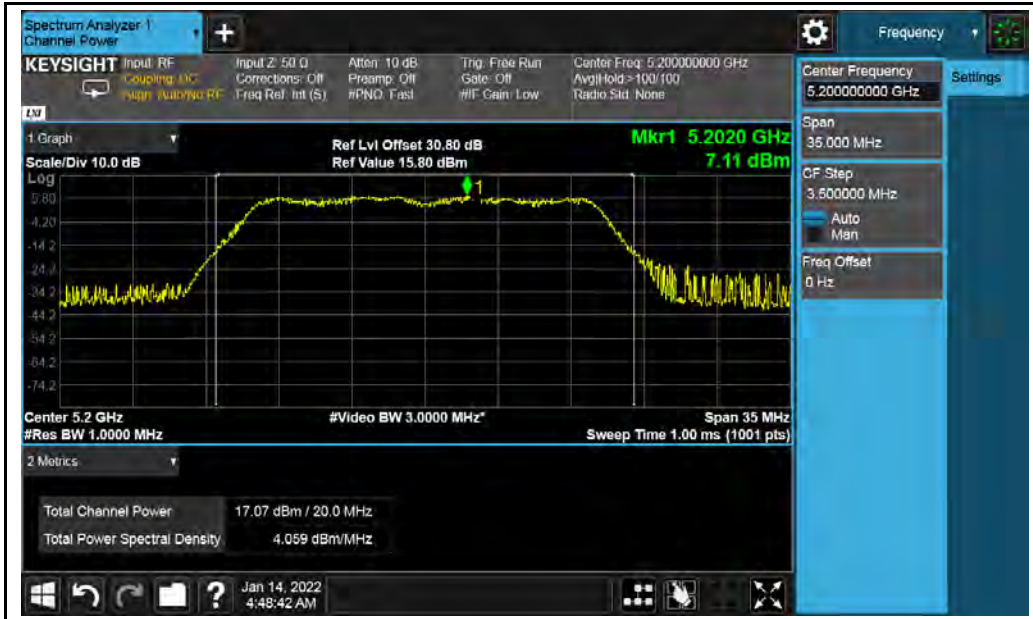 Spectrum Analyzer 1
Channel Power
+
Frequency
KEYSIGHT
Input: RF
Coupling: DC
Align: Auto/No RF
Input Z: 50 Ω
Corrections: Off
Freq Ref: Int (S)
Atten: 10 dB
Preamp: Off
#PNO: Fast
Trig: Free Run
Gate: Off
#IF Gain: Low
Center Freq: 5.200000000 GHz
Avg|Hold:>100/100
Radio Std: None
LXI
Center Frequency
5.200000000 GHz
Settings
Span
35.000 MHz
CF Step
3.500000 MHz
Auto
Man
Freq Offset
0 Hz
1 Graph
Scale/Div 10.0 dB
Ref Lvl Offset 30.80 dB
Ref Value 15.80 dBm
Mkr1 5.2020 GHz
7.11 dBm
Log
1
5.80
-4.20
-14.2
-24.2
-34.2
-44.2
-54.2
-64.2
-74.2
Center 5.2 GHz
#Video BW 3.0000 MHz*
Span 35 MHz
#Res BW 1.0000 MHz
Sweep Time 1.00 ms (1001 pts)
2 Metrics
Total Channel Power
17.07 dBm / 20.0 MHz
Total Power Spectral Density
4.059 dBm/MHz
?
Jan 14, 2022
4:48:42 AM